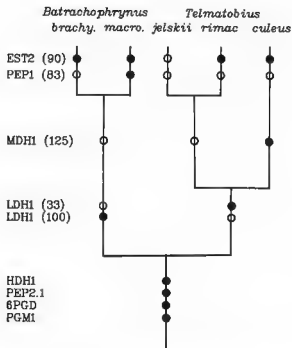 Batrachophrynus Telmatobius
brachy. macro. jelskii rimac culeus
EST2 (90)
PEP1 (83)
MDH1 (125)
LDH1 (33)
LDH1 (100)
HDH1
PEP2.1
6PGD
PGM1